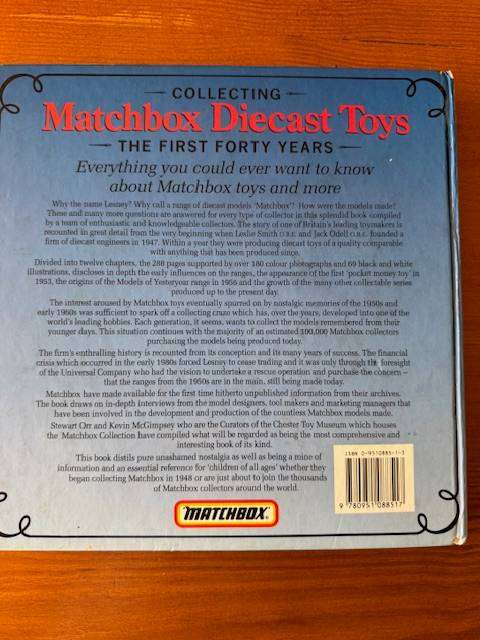 COLLECTING
Matchbox Diecast Toys
THE FIRST FORTY YEARS
Everything you could ever want to know
about Matchbox toys and more
Why the name Lesney? Why call a range of diecast models 'Matchbox'? How were the models made?
These and many more questions are answered for every type of collector in this splendid book compiled
by a team of enthusiastic and knowledgeable collectors. The story of one of Britain's leading toymakers is
recounted in great detail from the very beginning when Leslie Smith O.B.E. and Jack Odell O.B.E. founded a
firm of diecast engineers in 1947. Within a year they were producing diecast toys of a quality comparable
with anything that has been produced since.
Divided into twelve chapters, the 288 pages supported by over 180 colour photographs and 69 black and white
illustrations, discloses in depth the early influences on the ranges, the appearance of the first 'pocket money toy' in
1953, the origins of the Models of Yesteryear range in 1956 and the growth of the many other collectable series
produced up to the present day.
The interest aroused by Matchbox toys eventually spurred on by nostalgic memories of the 1950s and
early 1960s was sufficient to spark off a collecting craze which has, over the years, developed into one of the
world's leading hobbies. Each generation, it seems, wants to collect the models remembered from their
younger days. This situation continues with the majority of an estimated 100,000 Matchbox collectors
purchasing the models being produced today.
The firm's enthralling history is recounted from its conception and its many years of success. The financial
crisis which occurred in the early 1980s forced Lesney to cease trading and it was only through the foresight
of the Universal Company who had the vision to undertake a rescue operation and purchase the concern –
that the ranges from the 1950s are in the main, still being made today.
Matchbox have made available for the first time hitherto unpublished information from their archives.
The book draws on in-depth interviews from the model designers, tool makers and marketing managers that
have been involved in the development and production of the countless Matchbox models made.
Stewart Orr and Kevin McGimpsey who are the Curators of the Chester Toy Museum which houses
the Matchbox Collection have compiled what will be regarded as being the most comprehensive and
interesting book of its kind.
This book distils pure unashamed nostalgia as well as being a mine of
information and an essential reference for 'children of all ages' whether they
began collecting Matchbox in 1948 or are just about to join the thousands
of Matchbox collectors around the world.
ISBN 0-9510885-1-3
9 780951 088517
MATCHBOX